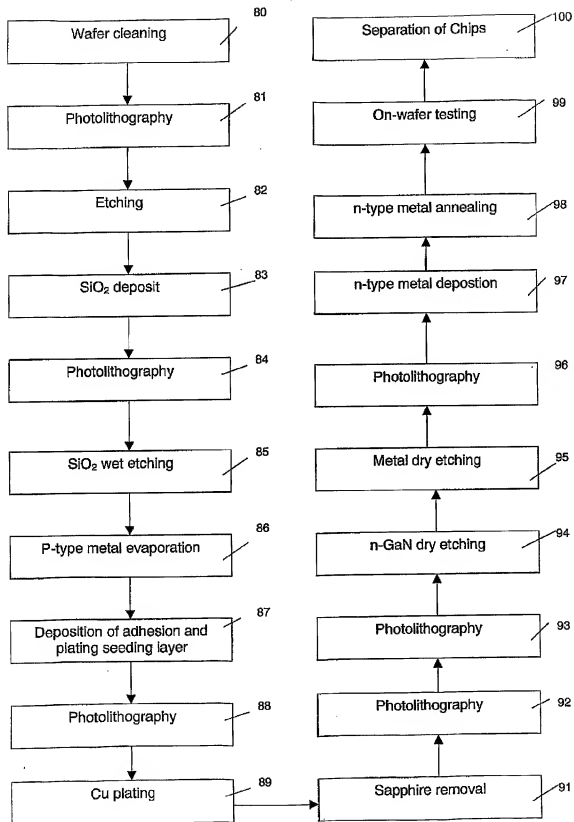 80
Wafer cleaning
81
Photolithography
82
Etching
83
SiO₂ deposit
84
Photolithography
85
SiO₂ wet etching
86
P-type metal evaporation
87
Deposition of adhesion and
plating seeding layer
88
Photolithography
89
Cu plating
91
Sapphire removal
92
Photolithography
93
Photolithography
94
n-GaN dry etching
95
Metal dry etching
96
Photolithography
97
n-type metal depostion
98
n-type metal annealing
99
On-wafer testing
100
Separation of Chips